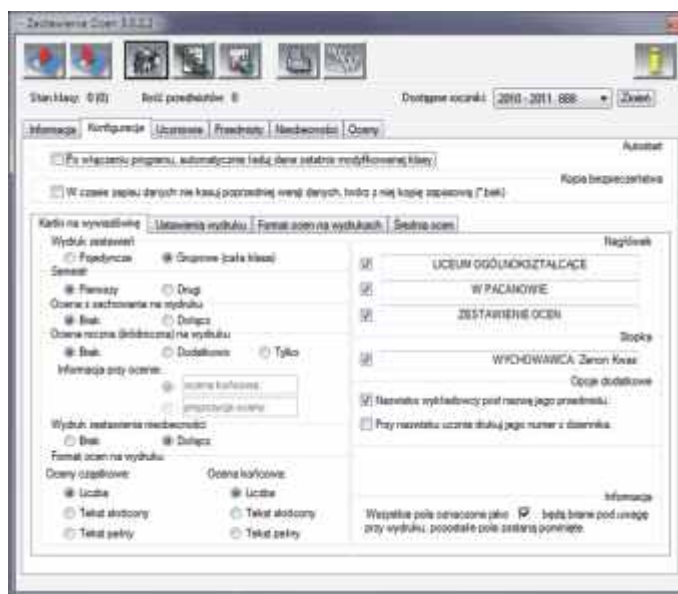 Zestawienie Ocen 3.0.2.2
Stan klasy: 0 (0) Ilość przedmiotów: 0 Dostępne roczniki: 2010 - 2011 Zmień
Informacja Konfiguracja Uczniowie Przedmioty Nieobecności Oceny
Autostart
Po włączeniu programu, automatycznie ładuj dane ostatnio modyfikowanej klasy
Kopia bezpieczeństwa
W czasie zapisu danych nie kasuj poprzedniej wersji danych, twórz z niej kopię zapasową (*.bak)
Kartki na wywiadówkę Ustawienia wydruku Format ocen na wydrukach Średnia ocen
Wydruk zestawień
Pojedyncze Grupowe (cała klasa)
Semestr
Pierwszy Drugi
Ocena z zachowania na wydruku
Brak Dołącz
Ocena roczna (śródroczna) na wydruku
Brak Dodatkowo Tylko
Informacja przy ocenie:
ocena końcowa:
propozycja oceny:
Wydruk zestawienia nieobecności
Brak Dołącz
Format ocen na wydruku
Oceny cząstkowe: Ocena końcowa:
Liczba Liczba
Tekst skrócony Tekst skrócony
Tekst pełny Tekst pełny
Nagłówek
LICEUM OGÓLNOKSZTAŁCĄCE
W PACANOWIE
ZESTAWIENIE OCEN
Stopka
WYCHOWAWCA: Zenon Kwas
Opcje dodatkowe
Nazwisko wykładowcy pod nazwą jego przedmiotu.
Przy nazwisku ucznia drukuj jego numer z dziennika.
Informacja
Wszystkie pola oznaczone jako będą brane pod uwagę
przy wydruku, pozostałe pola zostaną pominięte.